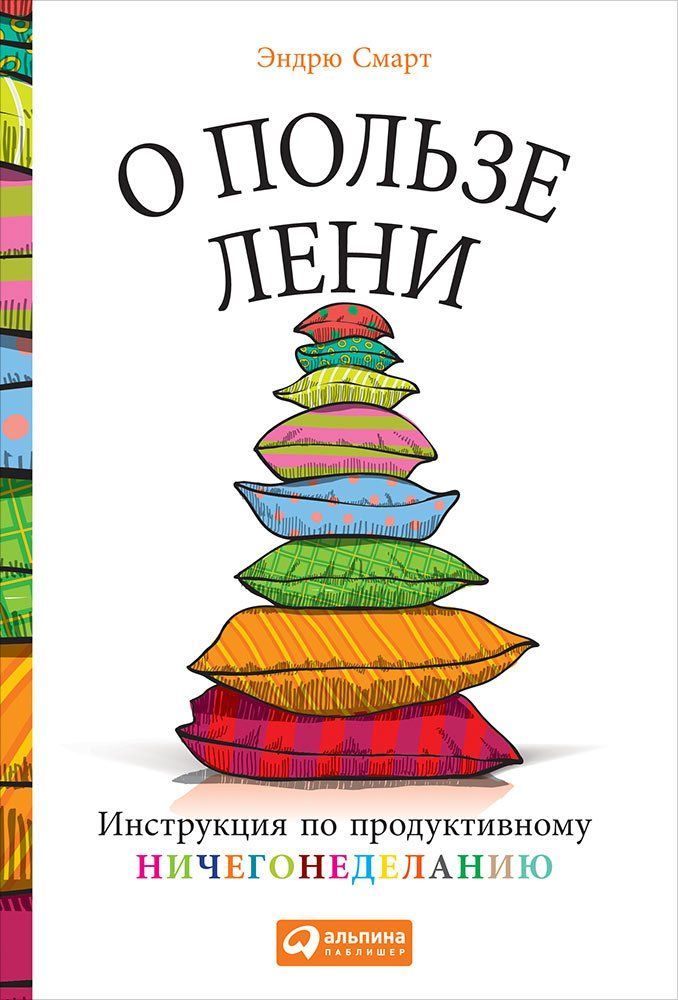 Эндрю Смарт
О ПОЛЬЗЕ
ЛЕНИ
Инструкция по продуктивному
НИЧЕГОНЕДЕЛАНИЮ
альпина
ПАБЛИШЕР